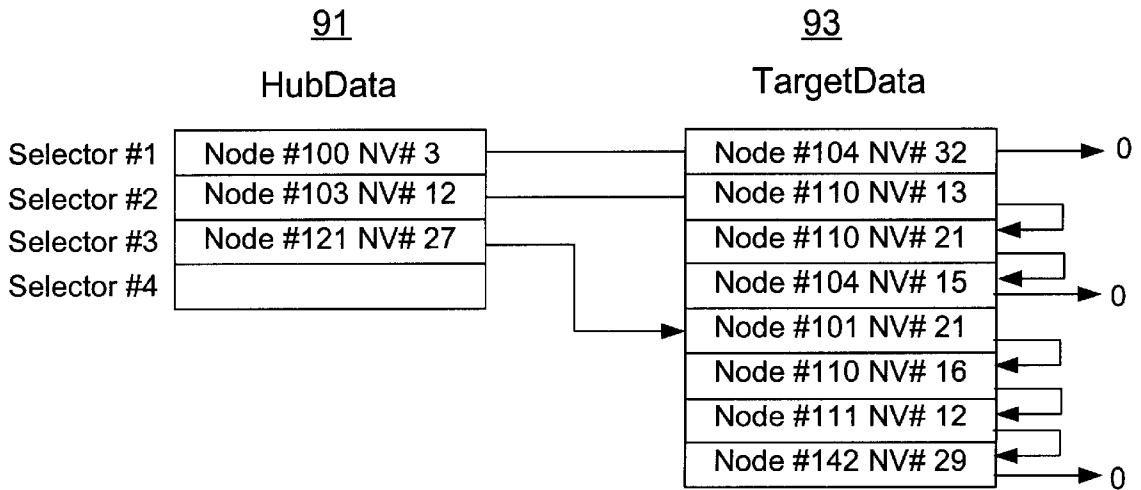 91
HubData
Selector #1
Node #100 NV# 3
Selector #2
Node #103 NV# 12
Selector #3
Node #121 NV# 27
Selector #4
93
TargetData
Node #104 NV# 32
0
Node #110 NV# 13
Node #110 NV# 21
Node #104 NV# 15
0
Node #101 NV# 21
Node #110 NV# 16
Node #111 NV# 12
Node #142 NV# 29
0